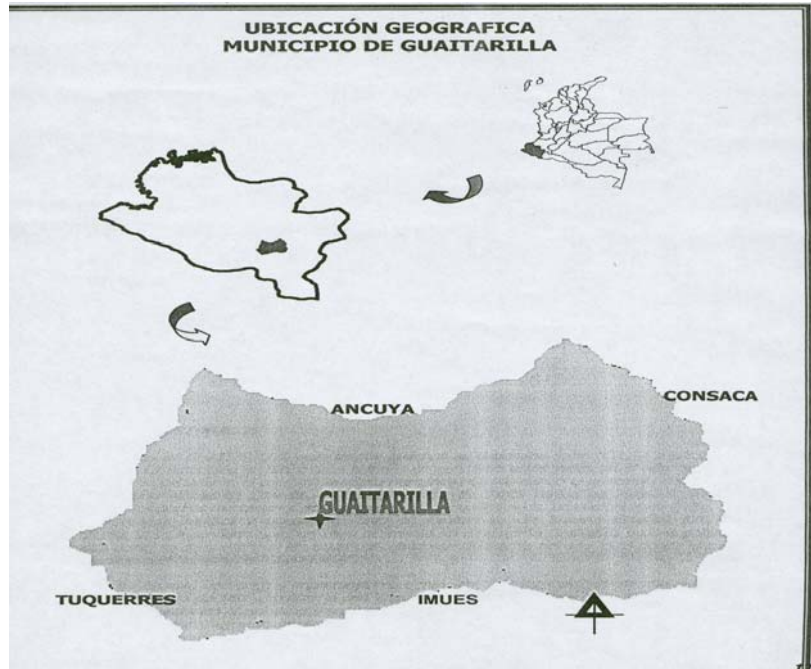 UBICACIÓN GEOGRAFICA
MUNICIPIO DE GUAITARILLA
ANCUYA
CONSACA
GUAITARILLA
TUQUERRES
IMUES